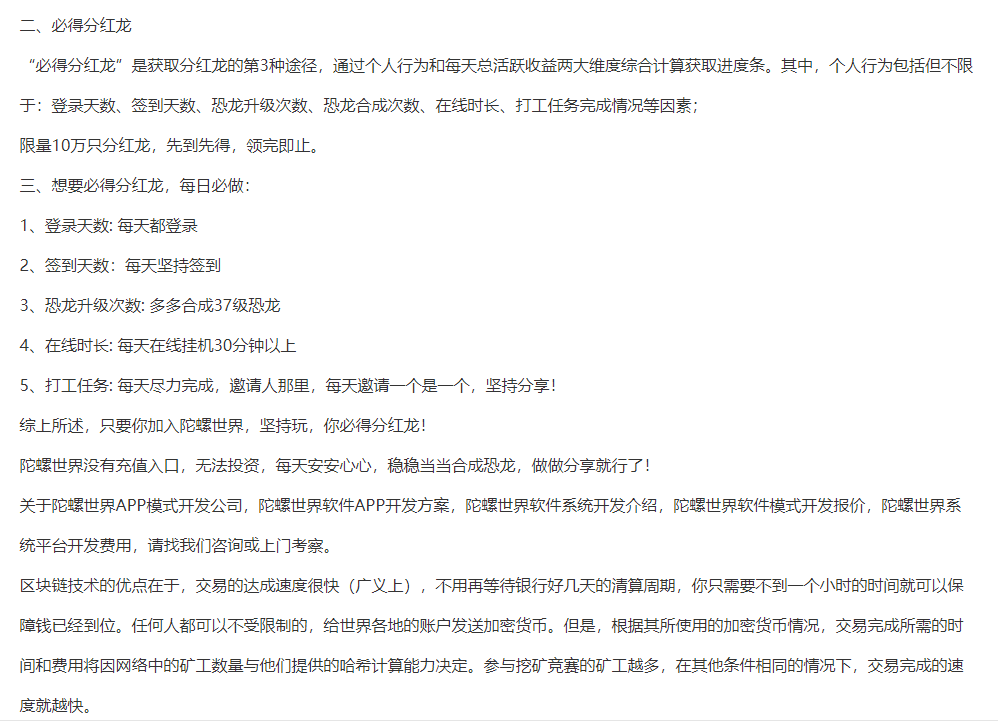 二、必得分红龙
“必得分红龙”是获取分红龙的第3种途径，通过个人行为和每天总活跃收益两大维度综合计算获取进度条。其中，个人行为包括但不限
于：登录天数、签到天数、恐龙升级次数、恐龙合成次数、在线时长、打工任务完成情况等因素；
限量10万只分红龙，先到先得，领完即止。
三、想要必得分红龙，每日必做：
1、登录天数: 每天都登录
2、签到天数：每天坚持签到
3、恐龙升级次数: 多多合成37级恐龙
4、在线时长: 每天在线挂机30分钟以上
5、打工任务: 每天尽力完成，邀请人那里，每天邀请一个是一个，坚持分享！
综上所述，只要你加入陀螺世界，坚持玩，你必得分红龙！
陀螺世界没有充值入口，无法投资，每天安安心心，稳稳当当合成恐龙，做做分享就行了！
关于陀螺世界APP模式开发公司，陀螺世界软件APP开发方案，陀螺世界软件系统开发介绍，陀螺世界软件模式开发报价，陀螺世界系
统平台开发费用，请找我们咨询或上门考察。
区块链技术的优点在于，交易的达成速度很快（广义上），不用再等待银行好几天的清算周期，你只需要不到一个小时的时间就可以保
障钱已经到位。任何人都可以不受限制的，给世界各地的账户发送加密货币。但是，根据其所使用的加密货币情况，交易完成所需的时
间和费用将因网络中的矿工数量与他们提供的哈希计算能力决定。参与挖矿竞赛的矿工越多，在其他条件相同的情况下，交易完成的速
度就越快。